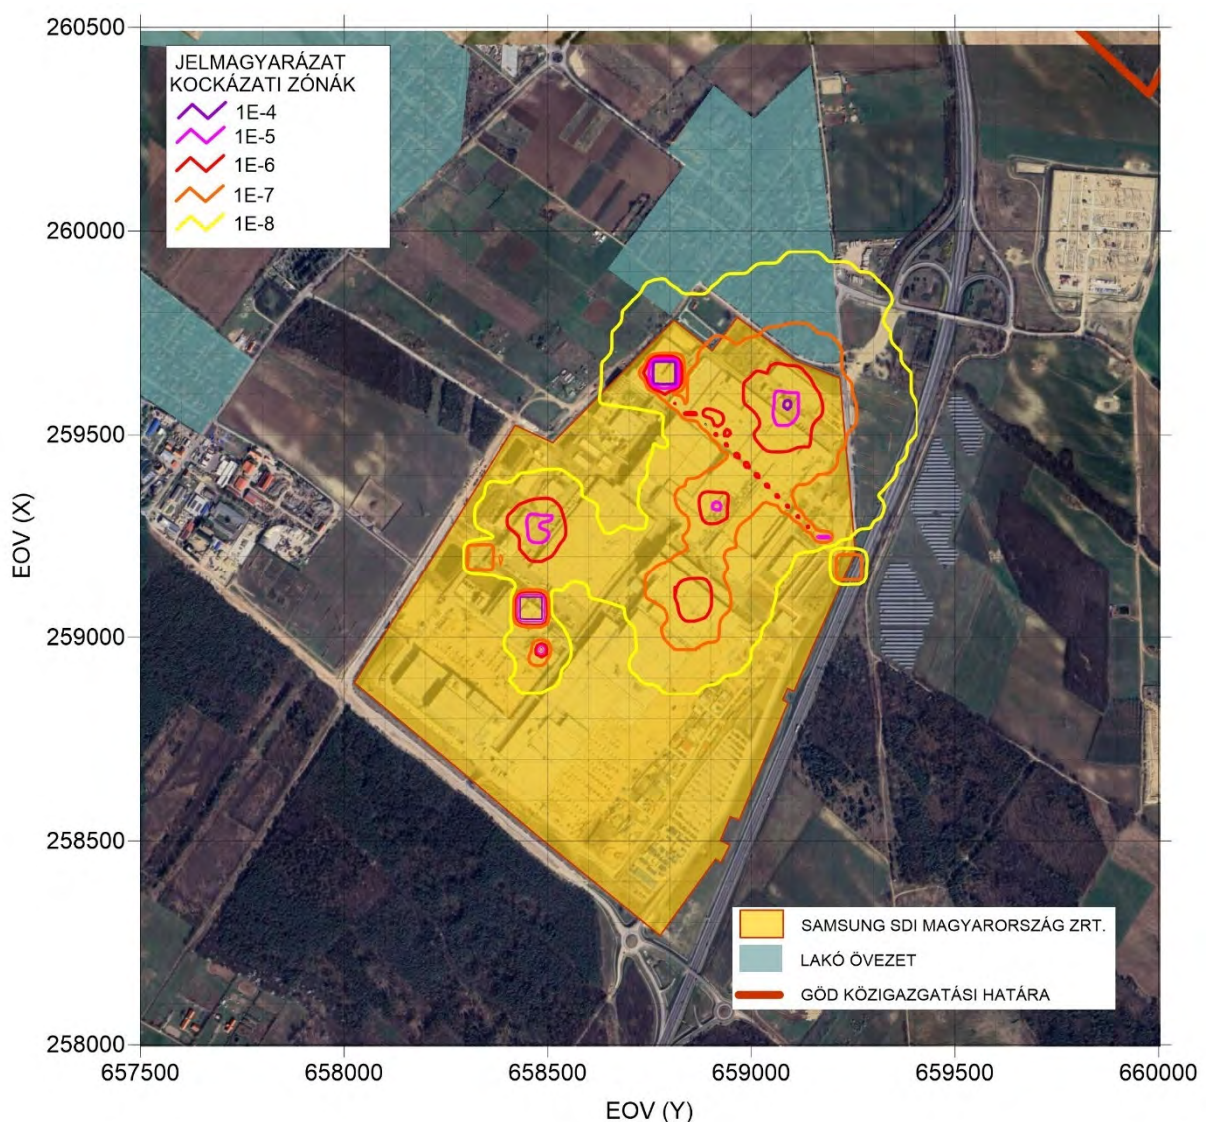 260500
260000
259500
259000
258500
258000
EOV (X)
JELMAGYARÁZAT
KOCKÁZATI ZÓNÁK
1E-4
1E-5
1E-6
1E-7
1E-8
SAMSUNG SDI MAGYARORSZÁG ZRT.
LAKÓ ÖVEZET
GÖD KÖZIGAZGATÁSI HATÁRA
657500
658000
658500
659000
659500
660000
EOV (Y)